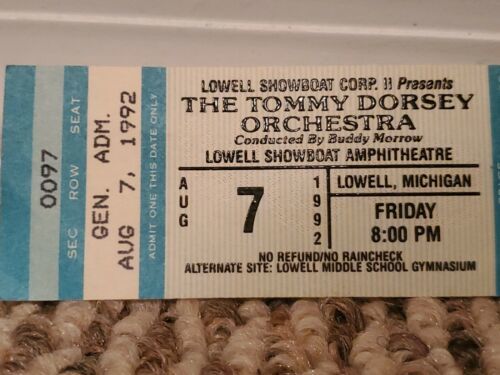 0097
SEC ROW SEAT
GEN. ADM.
AUG 7, 1992
ADMIT ONE THIS DATE ONLY
LOWELL SHOWBOAT CORP. II Presents
THE TOMMY DORSEY
ORCHESTRA
Conducted By Buddy Morrow
LOWELL SHOWBOAT AMPHITHEATRE
AUG
7
1992
LOWELL, MICHIGAN
FRIDAY
8:00 PM
NO REFUND/NO RAINCHECK
ALTERNATE SITE: LOWELL MIDDLE SCHOOL GYMNASIUM